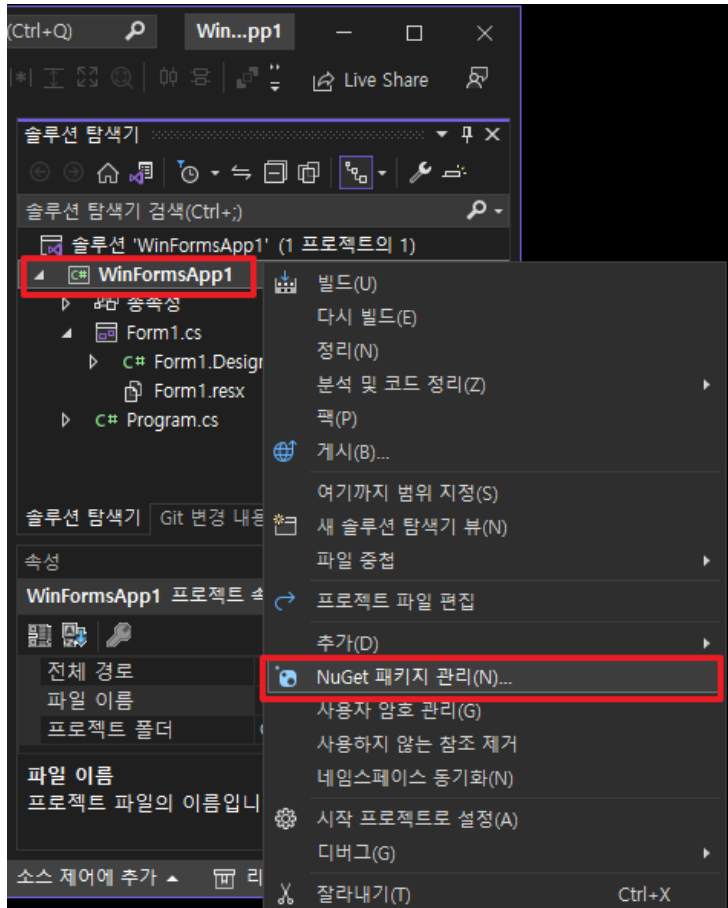 (Ctrl+Q) Win...pp1
Live Share
솔루션 탐색기
솔루션 탐색기 검색(Ctrl+;)
솔루션 'WinFormsApp1' (1 프로젝트의 1)
WinFormsApp1
종속성
Form1.cs
C# Form1.Desigr
Form1.resx
C# Program.cs
솔루션 탐색기 Git 변경 내용
속성
WinFormsApp1 프로젝트
전체 경로
파일 이름
프로젝트 폴더
파일 이름
프로젝트 파일의 이름입니
소스 제어에 추가 리
빌드(U)
다시 빌드(E)
정리(N)
분석 및 코드 정리(Z)
팩(P)
게시(B)...
여기까지 범위 지정(S)
새 솔루션 탐색기 뷰(N)
파일 중첩
프로젝트 파일 편집
추가(D)
NuGet 패키지 관리(N)...
사용자 암호 관리(G)
사용하지 않는 참조 제거
네임스페이스 동기화(N)
시작 프로젝트로 설정(A)
디버그(G)
잘라내기(T) Ctrl+X